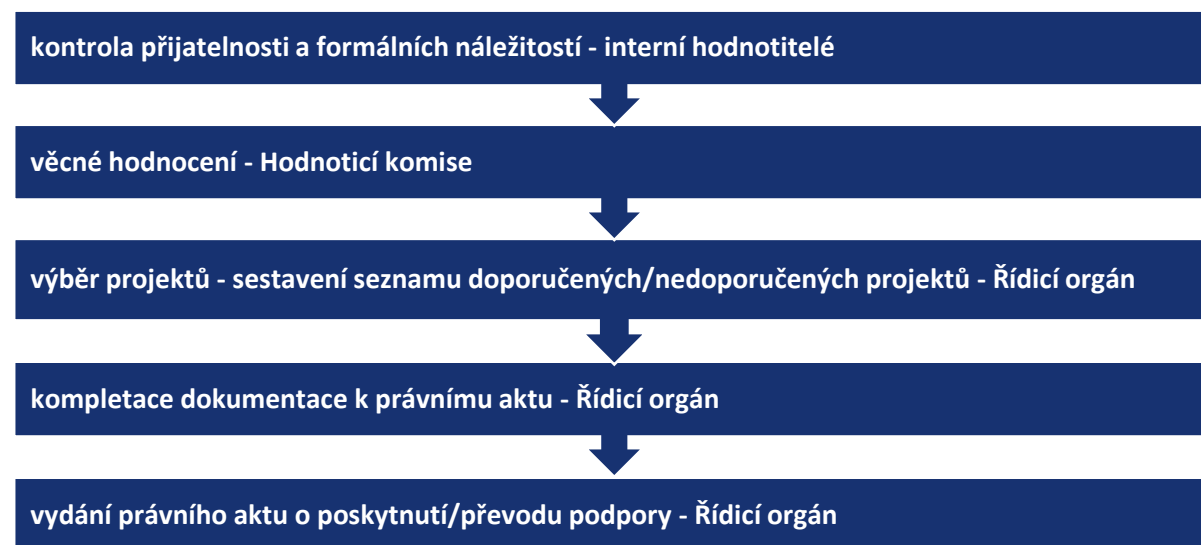 kontrola přijatelnosti a formálních náležitostí - interní hodnotitelé
věcné hodnocení - Hodnoticí komise
výběr projektů - sestavení seznamu doporučených/nedoporučených projektů - Řídicí orgán
kompletace dokumentace k právnímu aktu - Řídicí orgán
vydání právního aktu o poskytnutí/převodu podpory - Řídicí orgán